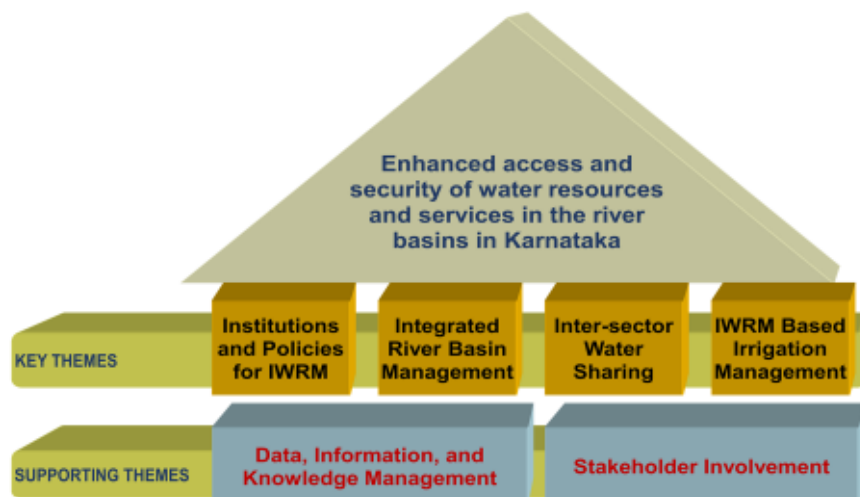 Enhanced access and
security of water resources
and services in the river
basins in Karnataka
KEY THEMES
Institutions
and Policies
for IWRM
Integrated
River Basin
Management
Inter-sector
Water
Sharing
IWRM Based
Irrigation
Management
SUPPORTING THEMES
Data, Information, and
Knowledge Management
Stakeholder Involvement